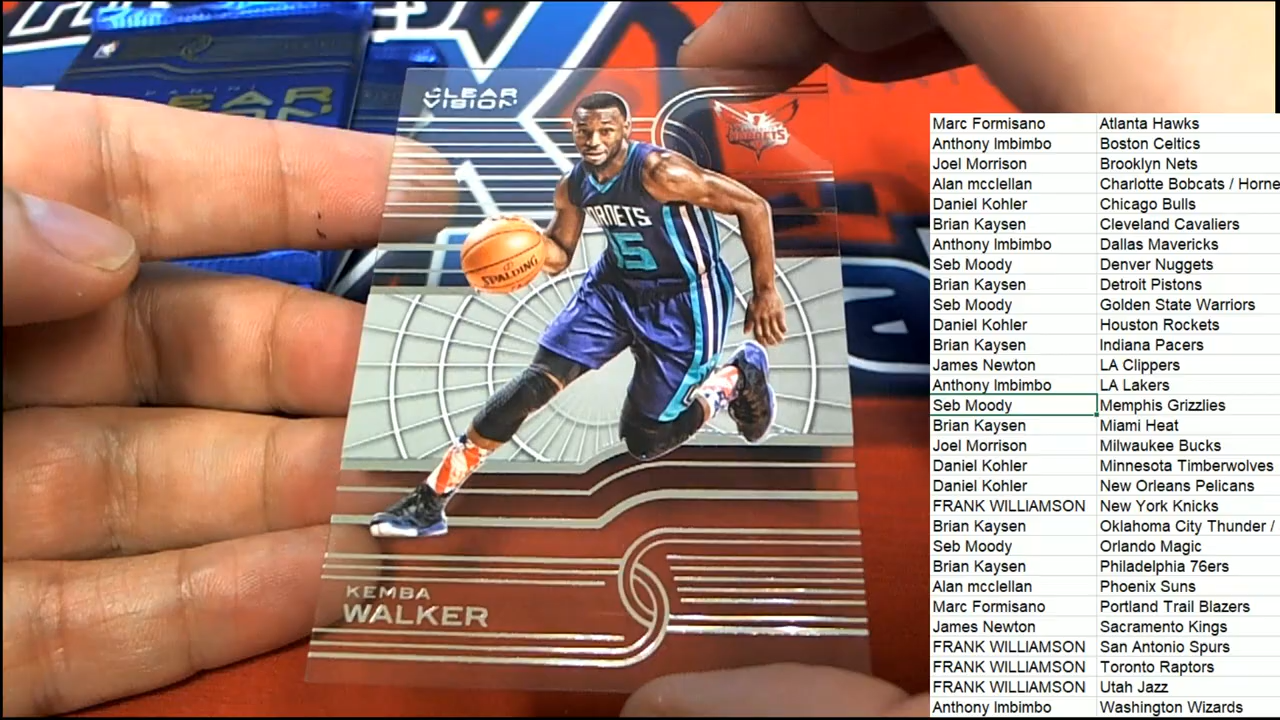 PANINI
CLEAR
VISION
HORNETS
HORNETS
15
SPALDING
KEMBA
WALKER
Marc Formisano Atlanta Hawks
Anthony Imbimbo Boston Celtics
Joel Morrison Brooklyn Nets
Alan mcclellan Charlotte Bobcats / Horne
Daniel Kohler Chicago Bulls
Brian Kaysen Cleveland Cavaliers
Anthony Imbimbo Dallas Mavericks
Seb Moody Denver Nuggets
Brian Kaysen Detroit Pistons
Seb Moody Golden State Warriors
Daniel Kohler Houston Rockets
Brian Kaysen Indiana Pacers
James Newton LA Clippers
Anthony Imbimbo LA Lakers
Seb Moody Memphis Grizzlies
Brian Kaysen Miami Heat
Joel Morrison Milwaukee Bucks
Daniel Kohler Minnesota Timberwolves
Daniel Kohler New Orleans Pelicans
FRANK WILLIAMSON New York Knicks
Brian Kaysen Oklahoma City Thunder /
Seb Moody Orlando Magic
Brian Kaysen Philadelphia 76ers
Alan mcclellan Phoenix Suns
Marc Formisano Portland Trail Blazers
James Newton Sacramento Kings
FRANK WILLIAMSON San Antonio Spurs
FRANK WILLIAMSON Toronto Raptors
FRANK WILLIAMSON Utah Jazz
Anthony Imbimbo Washington Wizards